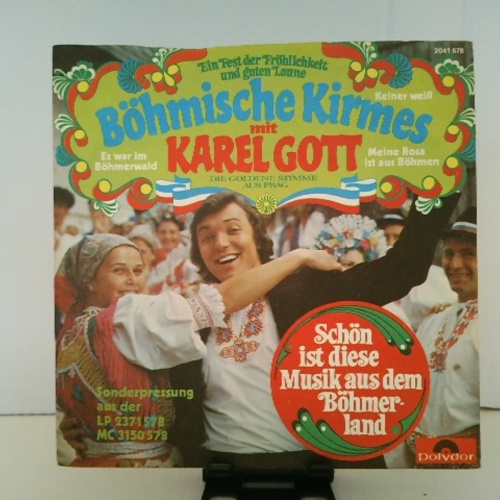 2041 678
Ein Fest der Fröhlichkeit
und guten Laune
Böhmische Kirmes
Keiner weiß
mit
KAREL GOTT
Es war im
Böhmerwald
Meine Rosa
ist aus Böhmen
DIE GOLDENE STIMME
AUS PRAG
Schön
ist diese
Musik aus dem
Böhmer-
land
Sonderpressung
aus der
LP 2371 578
MC 3150 578
Polydor